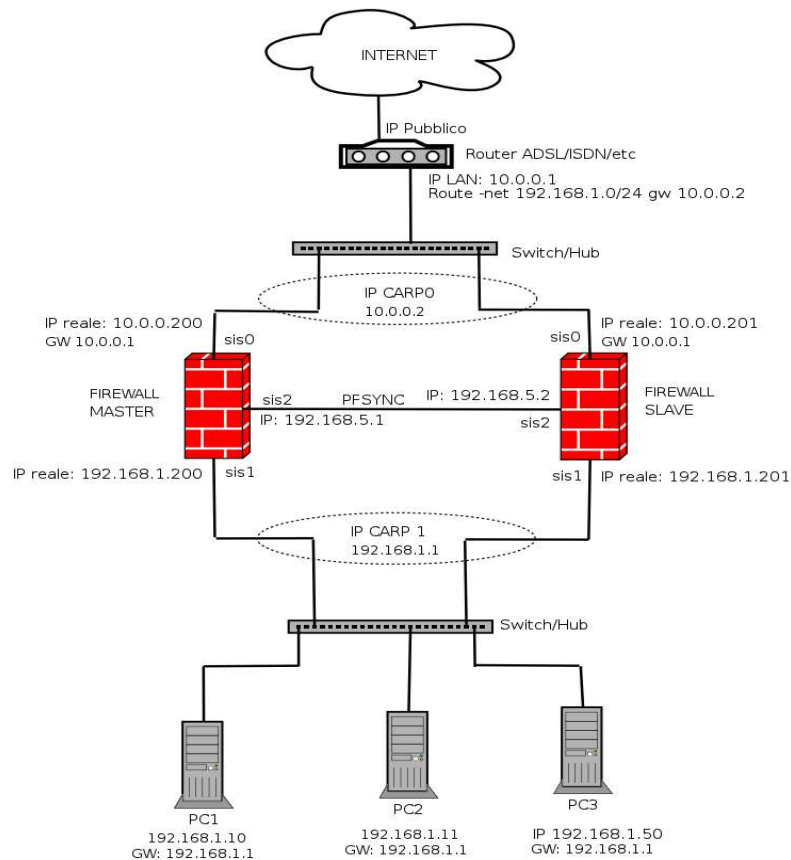 INTERNET
IP Pubblico
Router ADSL/ISDN/etc
IP LAN: 10.0.0.1
Route -net 192.168.1.0/24 gw 10.0.0.2
Switch/Hub
IP CARP0
10.0.0.2
IP reale: 10.0.0.200
GW 10.0.0.1
sis0
sis0
IP reale: 10.0.0.201
GW 10.0.0.1
FIREWALL
MASTER
sis2
PFSYNC
IP: 192.168.5.1
IP: 192.168.5.2
sis2
FIREWALL
SLAVE
IP reale: 192.168.1.200
sis1
sis1
IP reale: 192.168.1.201
IP CARP 1
192.168.1.1
Switch/Hub
PC1
192.168.1.10
GW: 192.168.1.1
PC2
192.168.1.11
GW: 192.168.1.1
PC3
IP 192.168.1.50
GW: 192.168.1.1